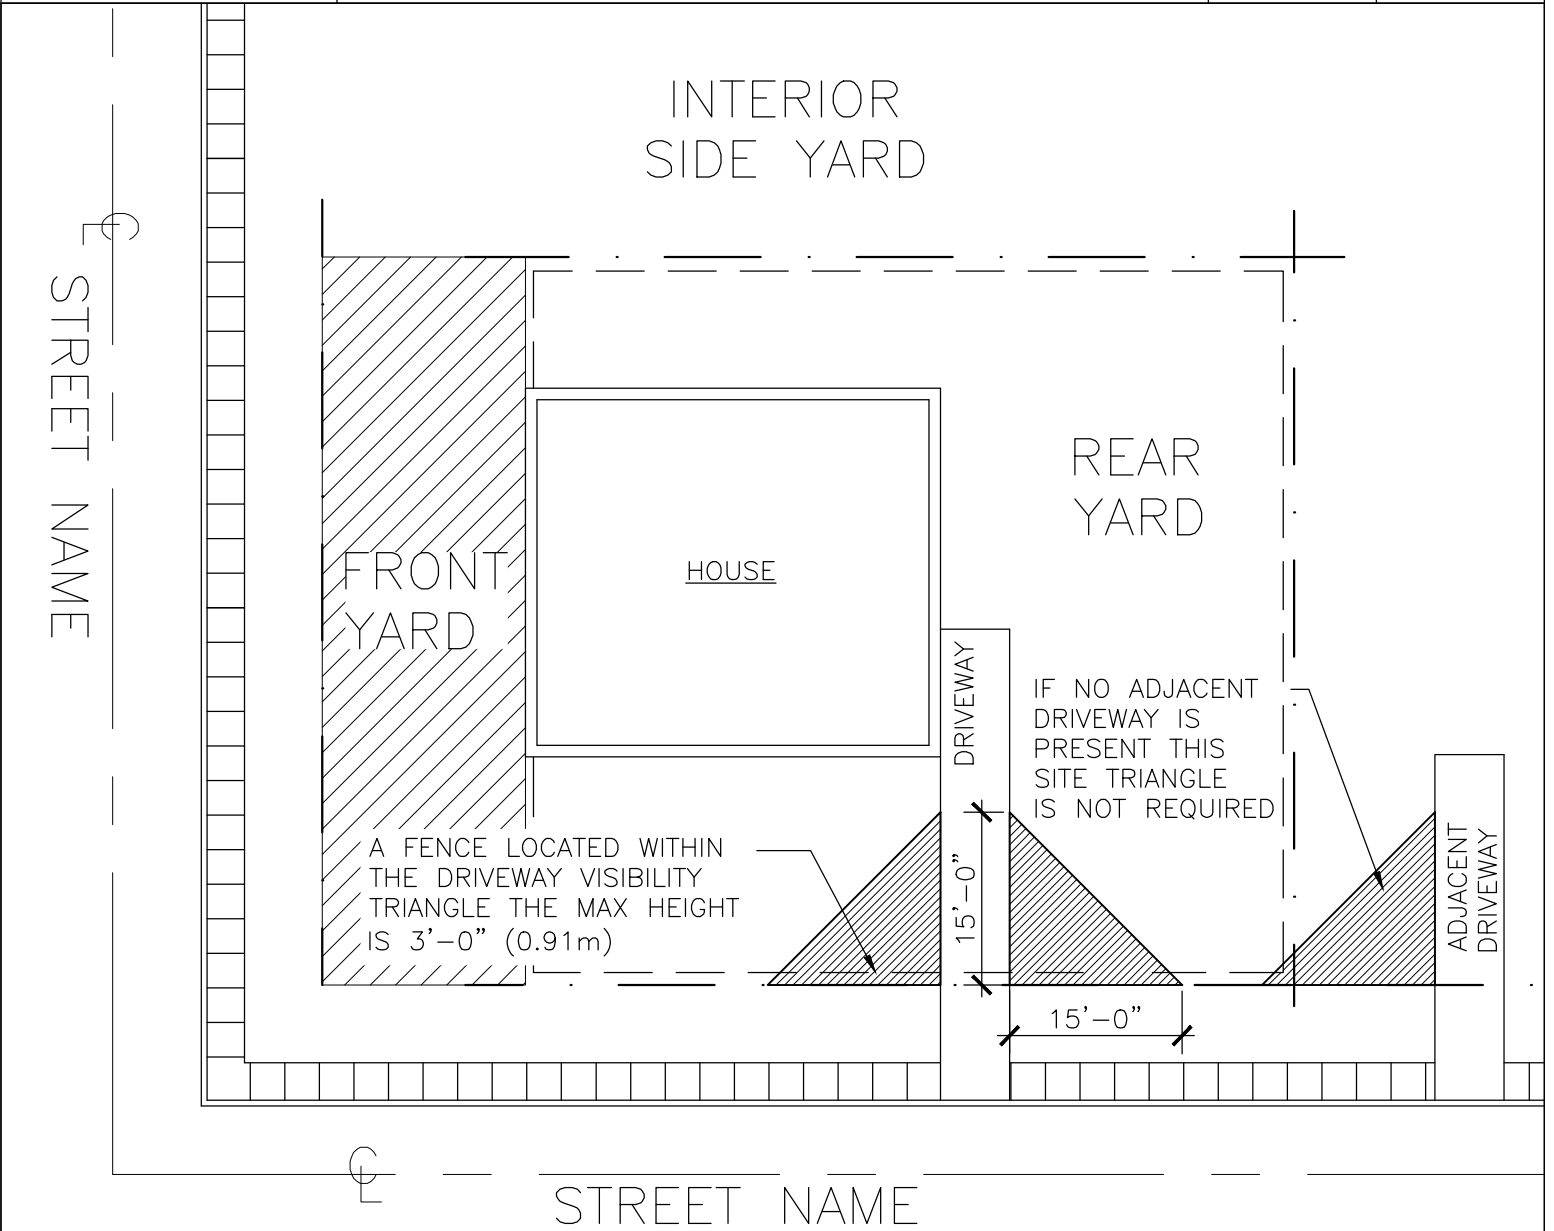 INTERIOR
SIDE YARD
℄
STREET NAME
REAR
YARD
FRONT
YARD
HOUSE
DRIVEWAY
IF NO ADJACENT
DRIVEWAY IS
PRESENT THIS
SITE TRIANGLE
IS NOT REQUIRED
A FENCE LOCATED WITHIN
THE DRIVEWAY VISIBILITY
TRIANGLE THE MAX HEIGHT
IS 3'-0" (0.91m)
15'-0"
ADJACENT
DRIVEWAY
15'-0"
℄
STREET NAME